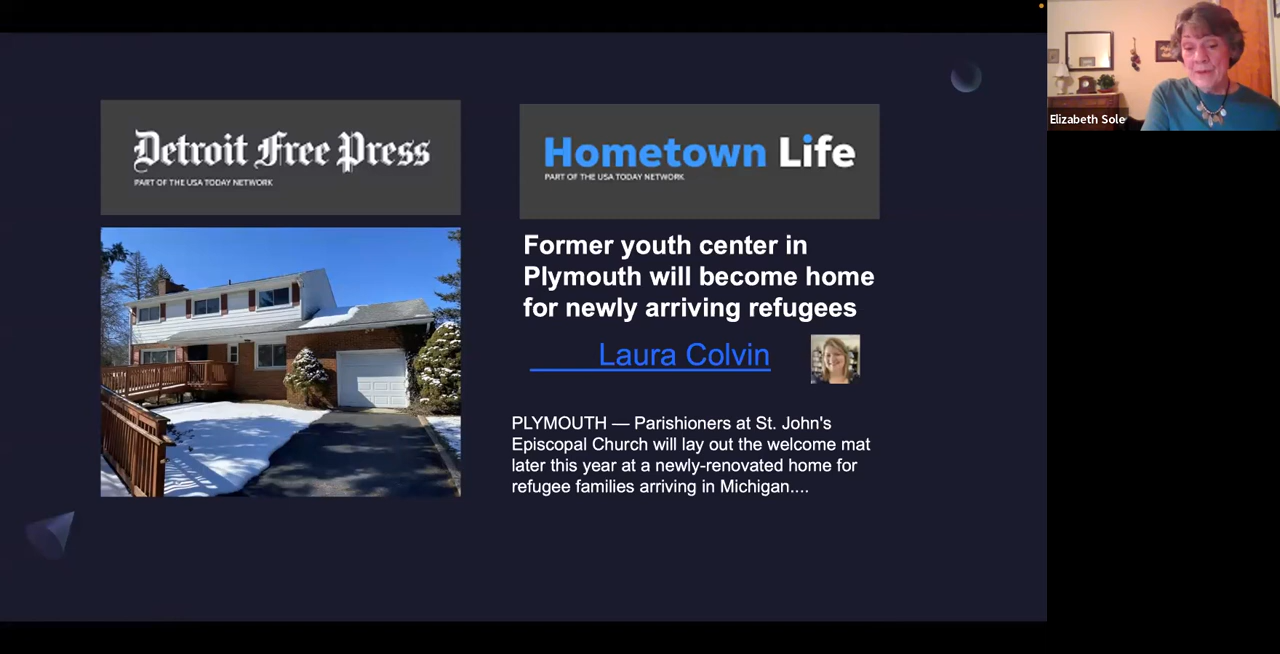 Detroit Free Press
PART OF THE USA TODAY NETWORK
Hometown Life
PART OF THE USA TODAY NETWORK
Former youth center in
Plymouth will become home
for newly arriving refugees
Laura Colvin
PLYMOUTH — Parishioners at St. John's
Episcopal Church will lay out the welcome mat
later this year at a newly-renovated home for
refugee families arriving in Michigan....
Elizabeth Sole